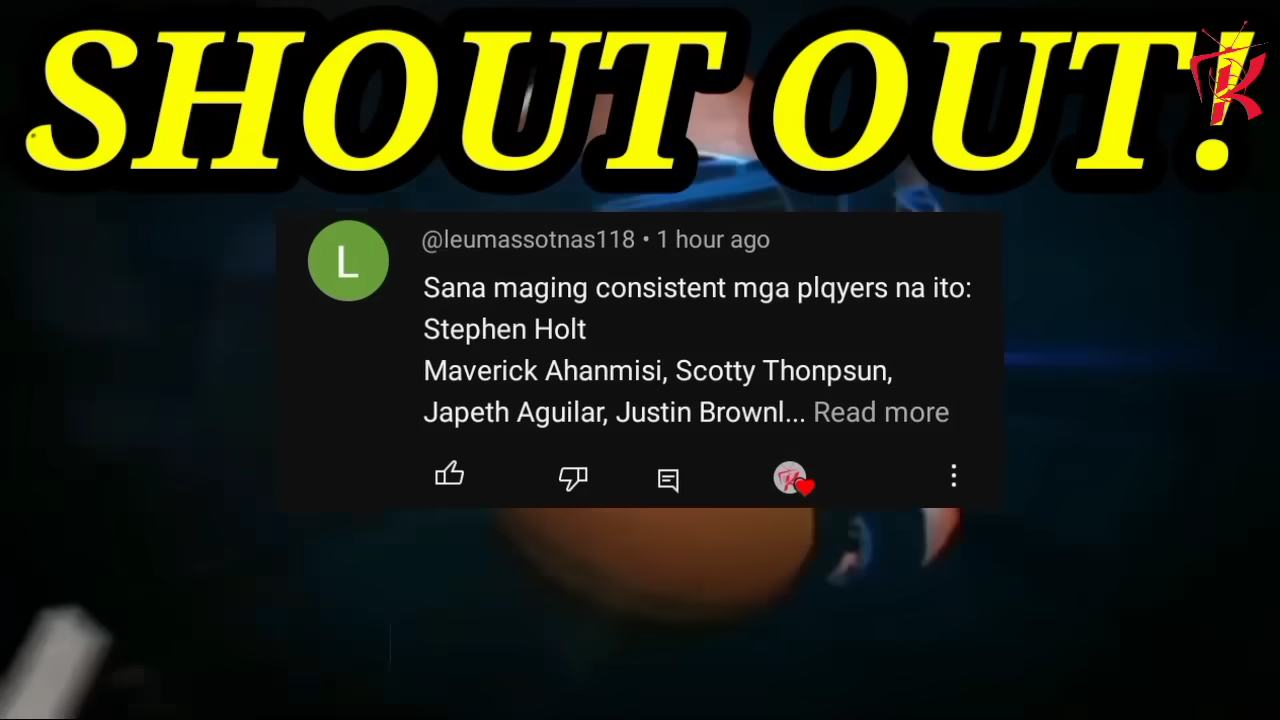 SHOUT OUT!
@leumassotnas118 • 1 hour ago
L
Sana maging consistent mga plqyers na ito:
Stephen Holt
Maverick Ahanmisi, Scotty Thonpsun,
Japeth Aguilar, Justin Brownl... Read more